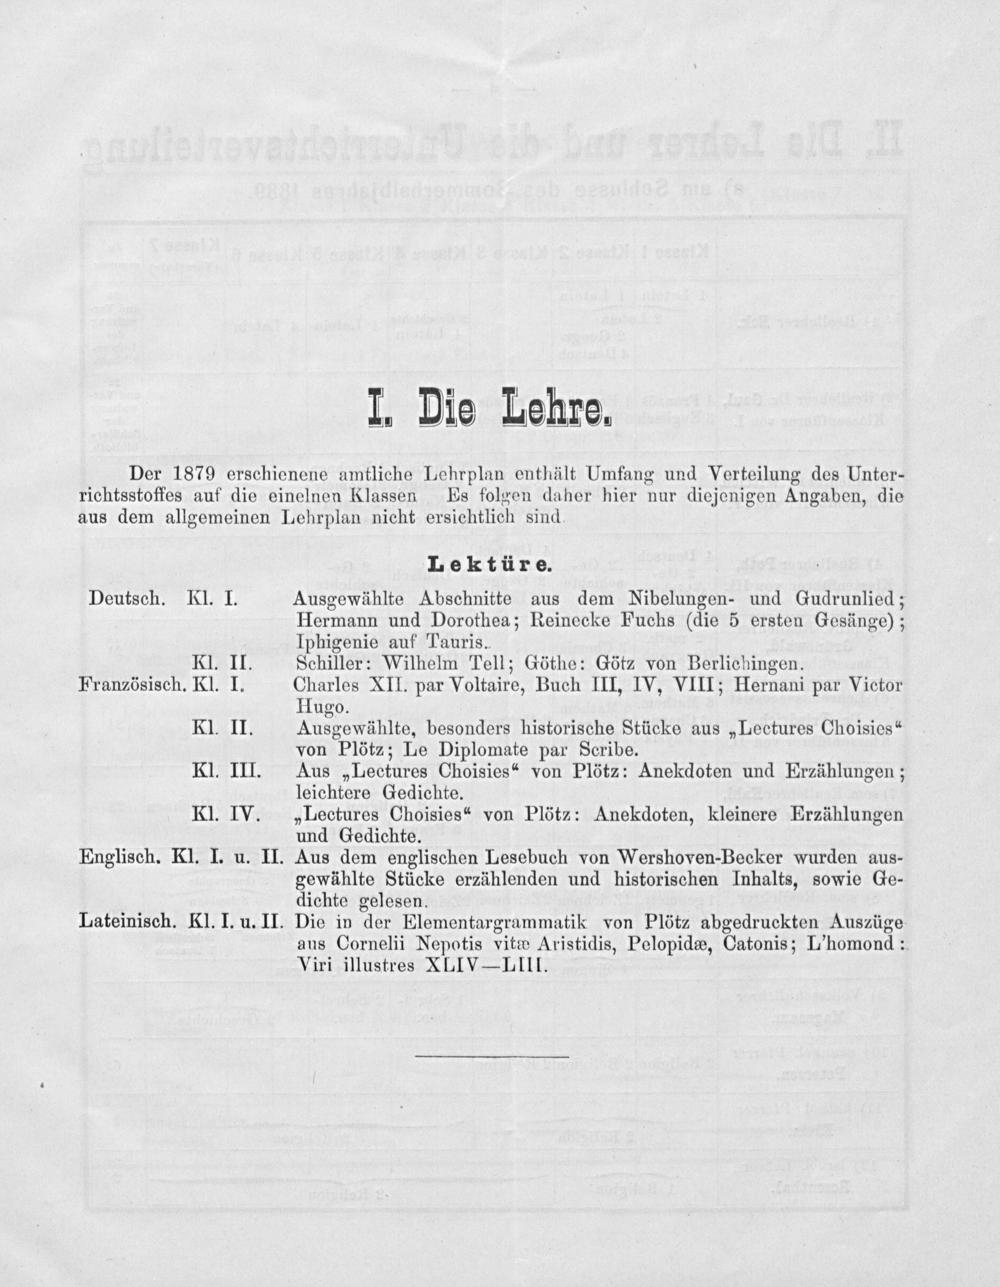 I. Die Lehre.
Der 1879 erschienene amtliche Lehrplan enthält Umfang und Verteilung des Unter-
richtsstoffes auf die einelnen Klassen Es folgen daher hier nur diejenigen Angaben, die
aus dem allgemeinen Lehrplan nicht ersichtlich sind
Lektüre.
Deutsch. Kl. I. Ausgewählte Abschnitte aus dem Nibelungen- und Gudrunlied;
Hermann und Dorothea; Reinecke Fuchs (die 5 ersten Gesänge);
Iphigenie auf Tauris.
Kl. II. Schiller: Wilhelm Tell; Göthe: Götz von Berlichingen.
Französisch. Kl. I. Charles XII. par Voltaire, Buch III, IV, VIII; Hernani par Victor
Hugo.
Kl. II. Ausgewählte, besonders historische Stücke aus „Lectures Choisies“
von Plötz; Le Diplomate par Scribe.
Kl. III. Aus „Lectures Choisies“ von Plötz: Anekdoten und Erzählungen;
leichtere Gedichte.
Kl. IV. „Lectures Choisies“ von Plötz: Anekdoten, kleinere Erzählungen
und Gedichte.
Englisch. Kl. I. u. II. Aus dem englischen Lesebuch von Wershoven-Becker wurden aus-
gewählte Stücke erzählenden und historischen Inhalts, sowie Ge-
dichte gelesen.
Lateinisch. Kl. I. u. II. Die in der Elementargrammatik von Plötz abgedruckten Auszüge
aus Cornelii Nepotis vitæ Aristidis, Pelopidæ, Catonis; L'homond:
Viri illustres XLIV—LIII.